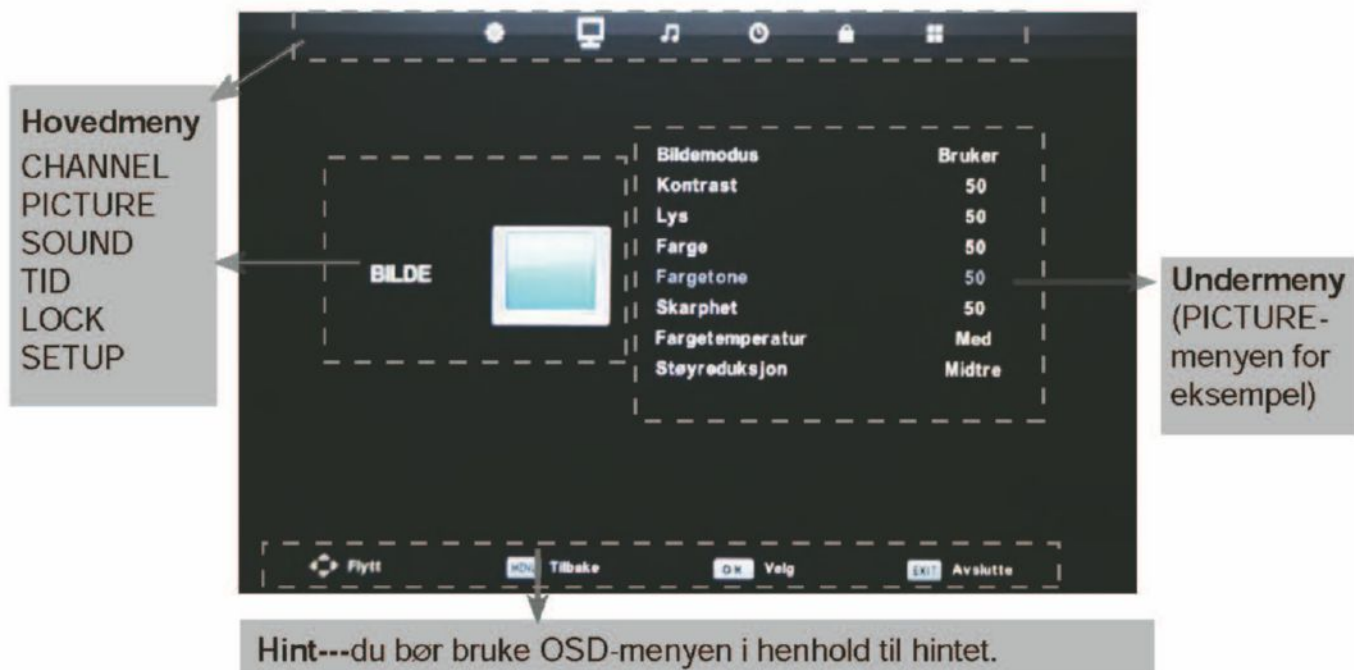 Hovedmeny
CHANNEL
PICTURE
SOUND
TID
LOCK
SETUP
BILDE
Bildemodus Bruker
Kontrast 50
Lys 50
Farge 50
Fargetone 50
Skarphet 50
Fargetemperatur Med
Støyreduksjon Midtre
Undermeny
(PICTURE-
menyen for
eksempel)
Flytt MENU Tilbake OK Velg EXIT Avslutte
Hint---du bør bruke OSD-menyen i henhold til hintet.